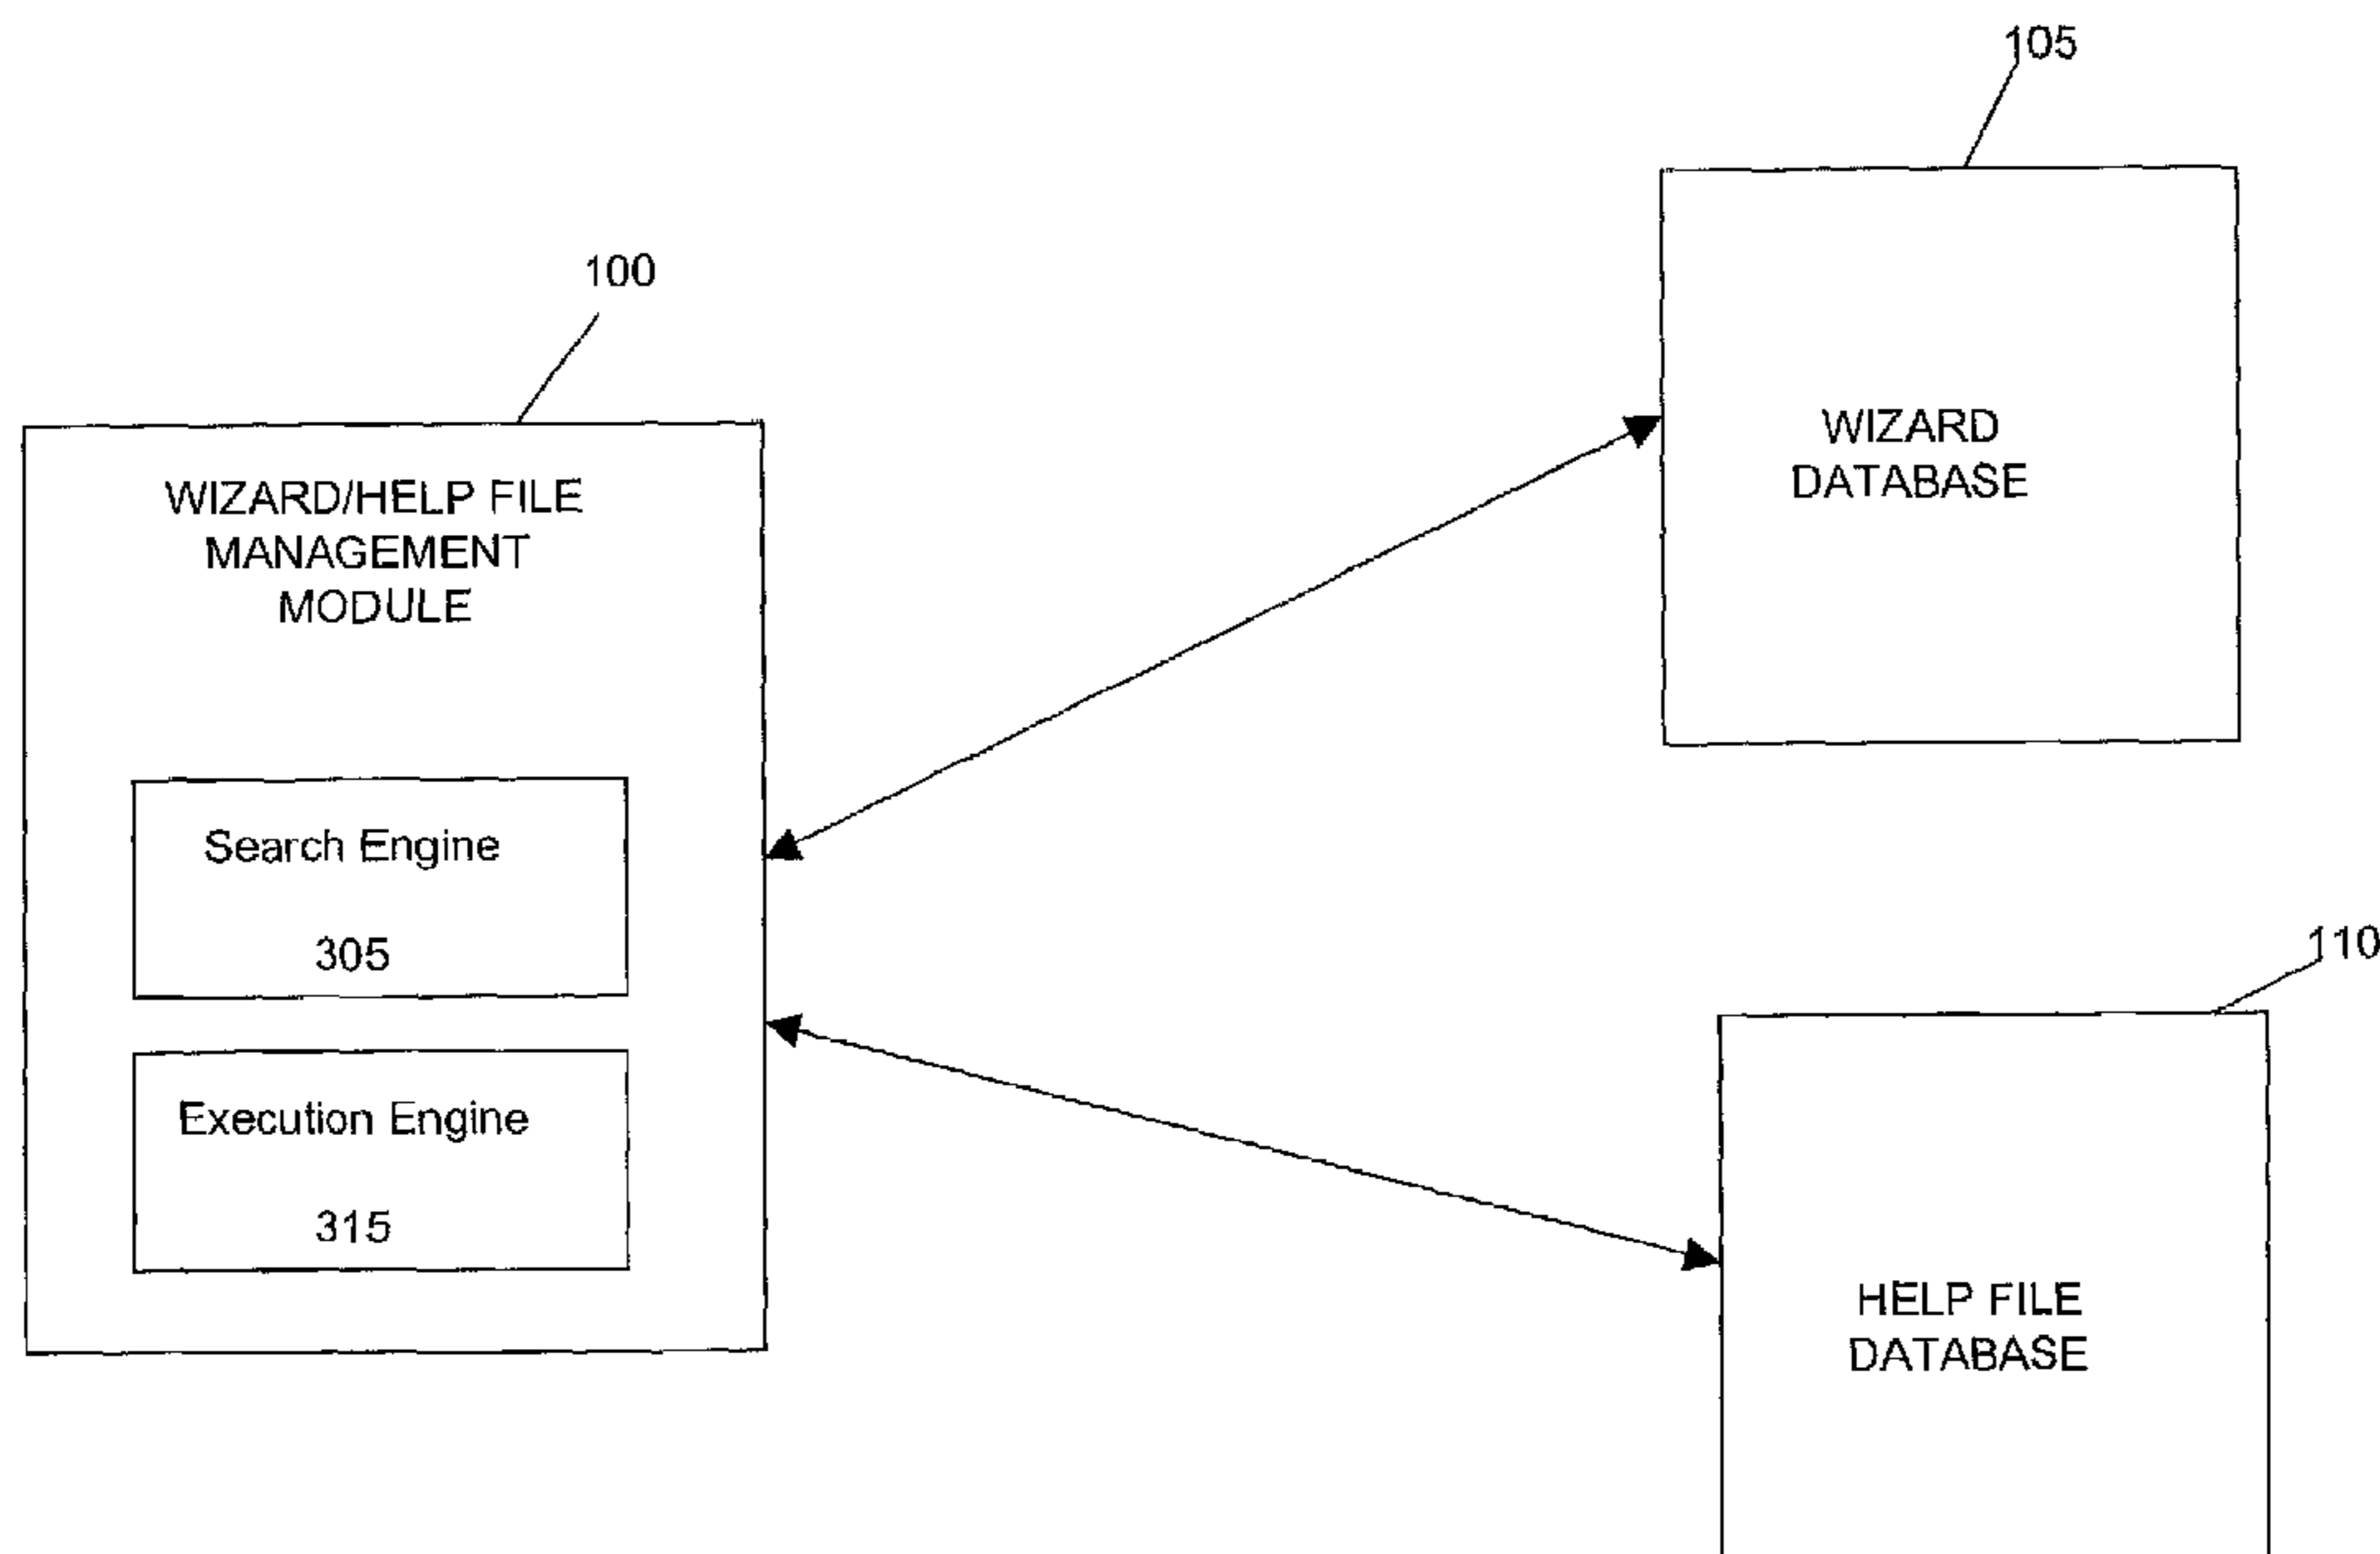 105
100
WIZARD/HELP FILE
MANAGEMENT
MODULE
WIZARD
DATABASE
Search Engine
305
110
Execution Engine
315
HELP FILE
DATABASE